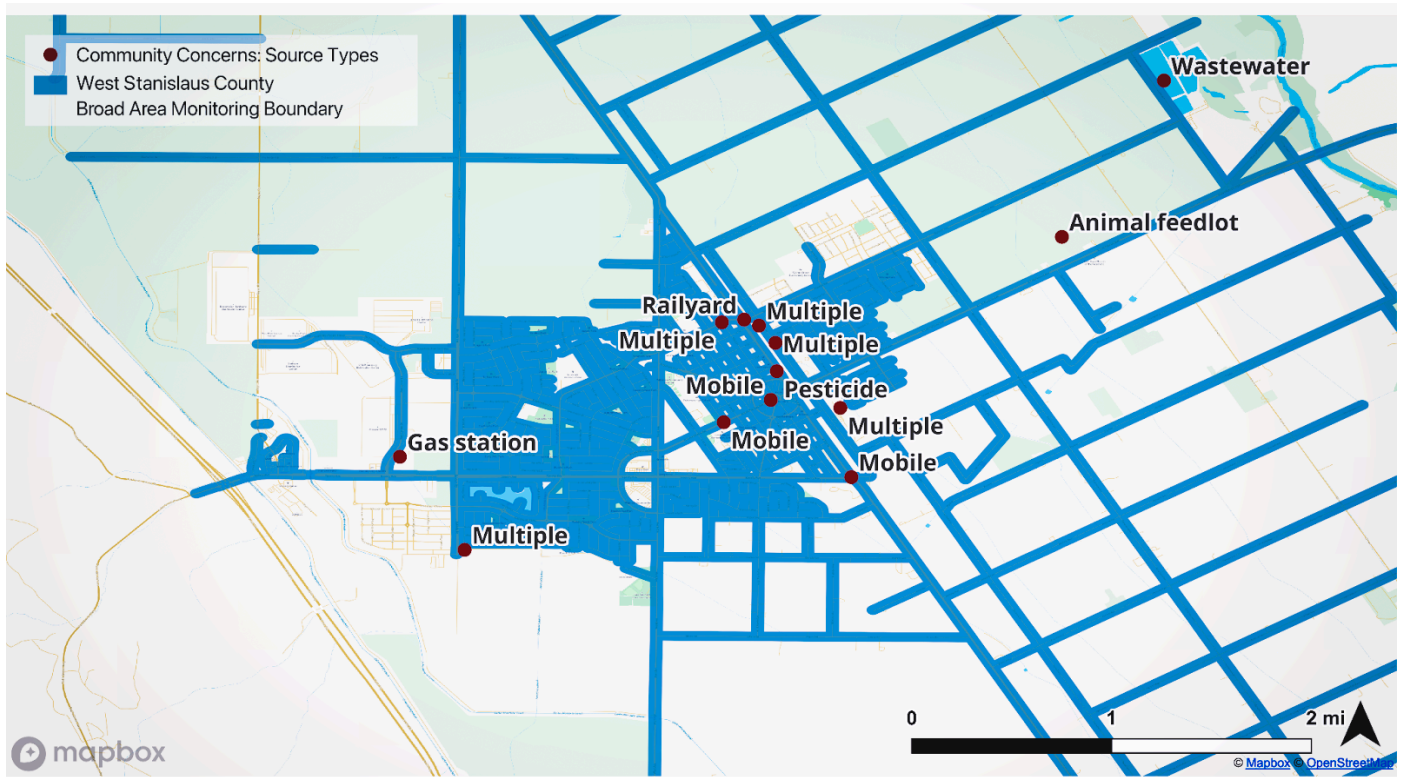 Community Concerns: Source Types
West Stanislaus County
Broad Area Monitoring Boundary
Wastewater
Animal feedlot
Railyard
Multiple
Multiple
Multiple
Mobile
Pesticide
Multiple
Mobile
Gas station
Mobile
Multiple
0
1
2 mi
mapbox
© Mapbox © OpenStreetMap